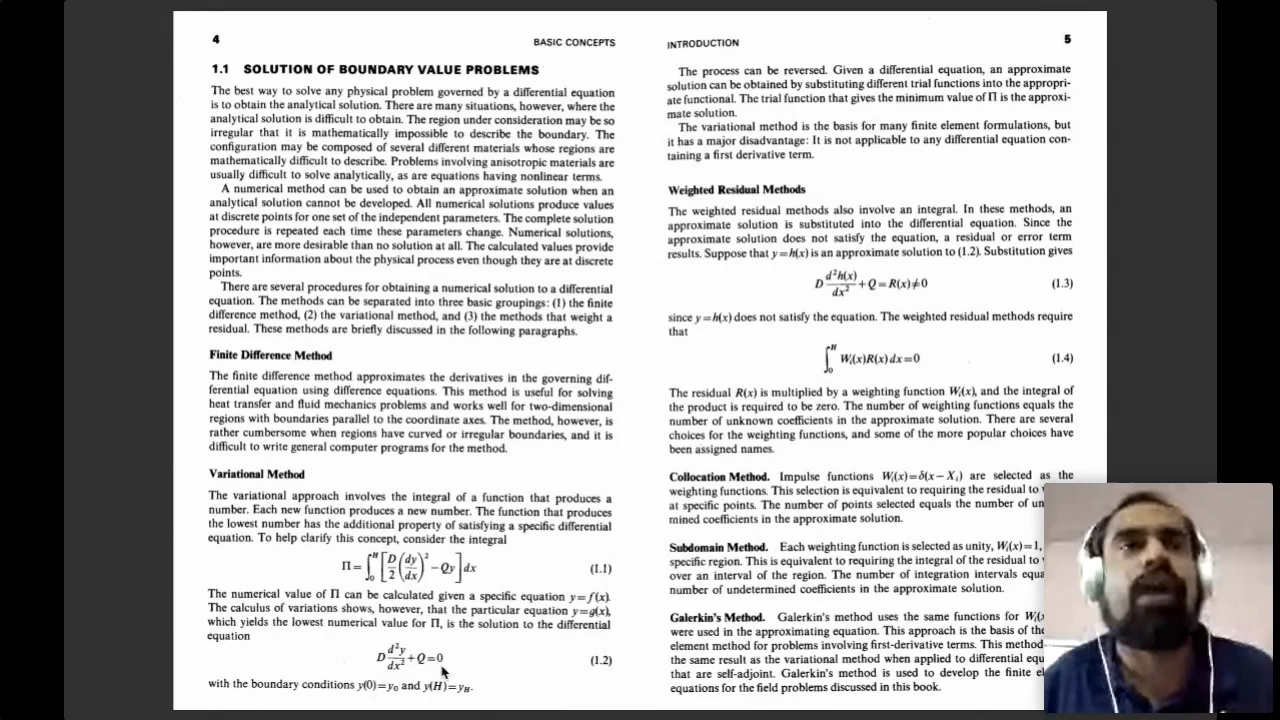 4
BASIC CONCEPTS
1.1 SOLUTION OF BOUNDARY VALUE PROBLEMS
The best way to solve any physical problem governed by a differential equation
is to obtain the analytical solution. There are many situations, however, where the
analytical solution is difficult to obtain. The region under consideration may be so
irregular that it is mathematically impossible to describe the boundary. The
configuration may be composed of several different materials whose regions are
mathematically difficult to describe. Problems involving anisotropic materials are
usually difficult to solve analytically, as are equations having nonlinear terms.
A numerical method can be used to obtain an approximate solution when an
analytical solution cannot be developed. All numerical solutions produce values
at discrete points for one set of the independent parameters. The complete solution
procedure is repeated each time these parameters change. Numerical solutions,
however, are more desirable than no solution at all. The calculated values provide
important information about the physical process even though they are at discrete
points.
There are several procedures for obtaining a numerical solution to a differential
equation. The methods can be separated into three basic groupings: (1) the finite
difference method, (2) the variational method, and (3) the methods that weight a
residual. These methods are briefly discussed in the following paragraphs.
Finite Difference Method
The finite difference method approximates the derivatives in the governing dif-
ferential equation using difference equations. This method is useful for solving
heat transfer and fluid mechanics problems and works well for two-dimensional
regions with boundaries parallel to the coordinate axes. The method, however, is
rather cumbersome when regions have curved or irregular boundaries, and it is
difficult to write general computer programs for the method.
Variational Method
The variational approach involves the integral of a function that produces a
number. Each new function produces a new number. The function that produces
the lowest number has the additional property of satisfying a specific differential
equation. To help clarify this concept, consider the integral
Π=∫₀ᴴ[D/2(dy/dx)²−Qy]dx (1.1)
The numerical value of Π can be calculated given a specific equation y=f(x).
The calculus of variations shows, however, that the particular equation y=g(x),
which yields the lowest numerical value for Π, is the solution to the differential
equation
D d²y/dx²+Q=0 (1.2)
with the boundary conditions y(0)=y₀ and y(H)=y_H.
INTRODUCTION
5
The process can be reversed. Given a differential equation, an approximate
solution can be obtained by substituting different trial functions into the appropri-
ate functional. The trial function that gives the minimum value of Π is the approxi-
mate solution.
The variational method is the basis for many finite element formulations, but
it has a major disadvantage: It is not applicable to any differential equation con-
taining a first derivative term.
Weighted Residual Methods
The weighted residual methods also involve an integral. In these methods, an
approximate solution is substituted into the differential equation. Since the
approximate solution does not satisfy the equation, a residual or error term
results. Suppose that y=h(x) is an approximate solution to (1.2). Substitution gives
D d²h(x)/dx²+Q=R(x)≠0 (1.3)
since y=h(x) does not satisfy the equation. The weighted residual methods require
that
∫₀ᴴ Wᵢ(x)R(x)dx=0 (1.4)
The residual R(x) is multiplied by a weighting function Wᵢ(x), and the integral of
the product is required to be zero. The number of weighting functions equals the
number of unknown coefficients in the approximate solution. There are several
choices for the weighting functions, and some of the more popular choices have
been assigned names.
Collocation Method. Impulse functions Wᵢ(x)=δ(x−Xᵢ) are selected as the
weighting functions. This selection is equivalent to requiring the residual to
at specific points. The number of points selected equals the number of un
mined coefficients in the approximate solution.
Subdomain Method. Each weighting function is selected as unity, Wᵢ(x)=1,
specific region. This is equivalent to requiring the integral of the residual to
over an interval of the region. The number of integration intervals equa
number of undetermined coefficients in the approximate solution.
Galerkin's Method. Galerkin's method uses the same functions for Wᵢ(x
were used in the approximating equation. This approach is the basis of the
element method for problems involving first-derivative terms. This method
the same result as the variational method when applied to differential equ
that are self-adjoint. Galerkin's method is used to develop the finite el
equations for the field problems discussed in this book.